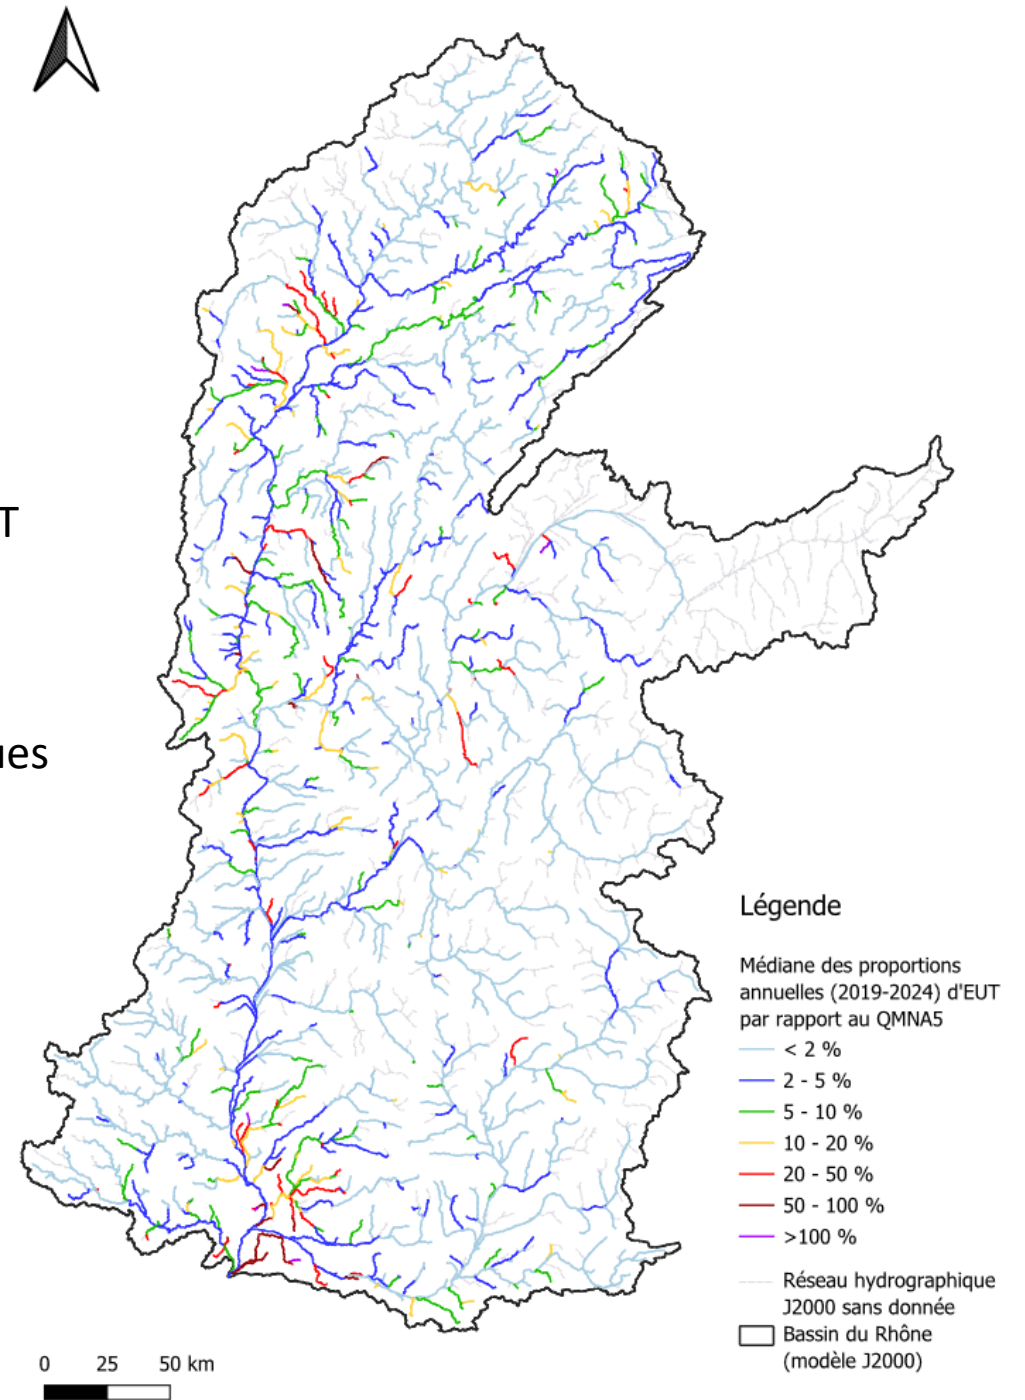 T
ues
Légende
Médiane des proportions
annuelles (2019-2024) d'EUT
par rapport au QMNA5
< 2 %
2 - 5 %
5 - 10 %
10 - 20 %
20 - 50 %
50 - 100 %
>100 %
Réseau hydrographique
J2000 sans donnée
Bassin du Rhône
(modèle J2000)
0 25 50 km